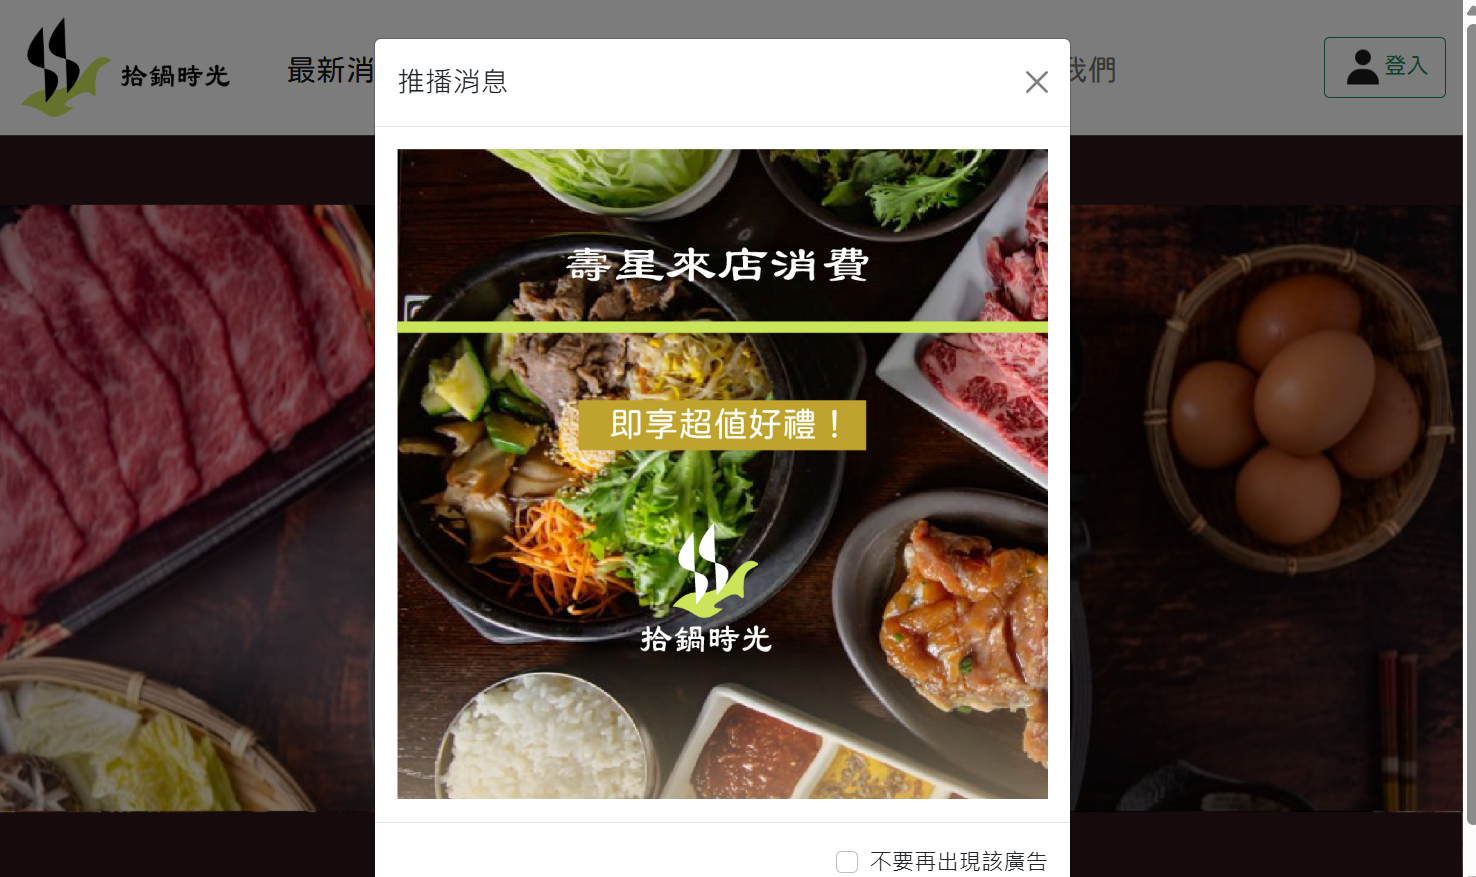 拾鍋時光
最新消
我們
登入
推播消息
壽星來店消費
即享超值好禮！
拾鍋時光
不要再出現該廣告